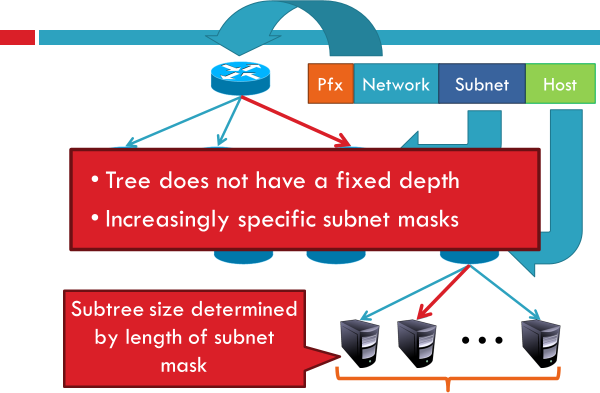 Pfx Network Subnet Host
• Tree does not have a fixed depth
• Increasingly specific subnet masks
Subtree size determined
by length of subnet
mask